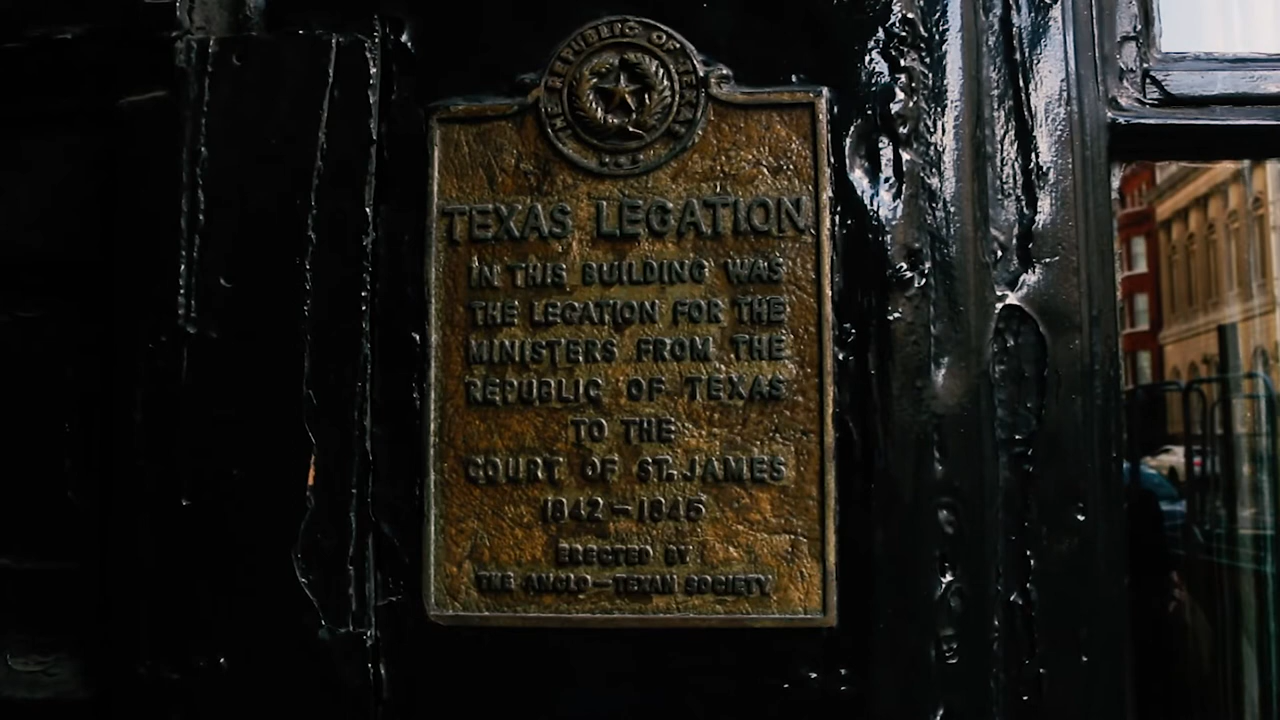 THE REPUBLIC OF TEXAS
TEXAS LEGATION
IN THIS BUILDING WAS
THE LEGATION FOR THE
MINISTERS FROM THE
REPUBLIC OF TEXAS
TO THE
COURT OF ST. JAMES
1842 – 1845
ERECTED BY
THE ANGLO – TEXAN SOCIETY